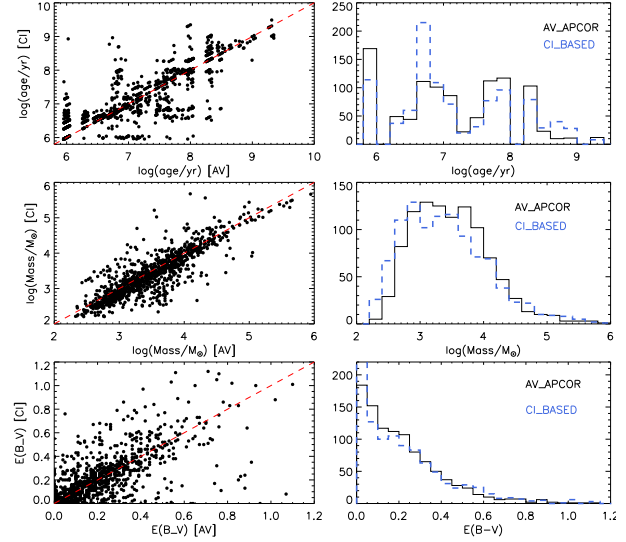 10
9
8
7
6
log(age/yr) [CI]
6 7 8 9 10
log(age/yr) [AV]
250
200
150
100
50
0
AV_APCOR
CI_BASED
6 7 8 9
log(age/yr)
6
5
4
3
2
log(Mass/M☉) [CI]
2 3 4 5 6
log(Mass/M☉) [AV]
150
100
50
0
AV_APCOR
CI_BASED
2 3 4 5 6
log(Mass/M☉)
1.2
1.0
0.8
0.6
0.4
0.2
0.0
E(B_V) [CI]
0.0 0.2 0.4 0.6 0.8 1.0 1.2
E(B_V) [AV]
200
150
100
50
0
AV_APCOR
CI_BASED
0.0 0.2 0.4 0.6 0.8 1.0 1.2
E(B-V)